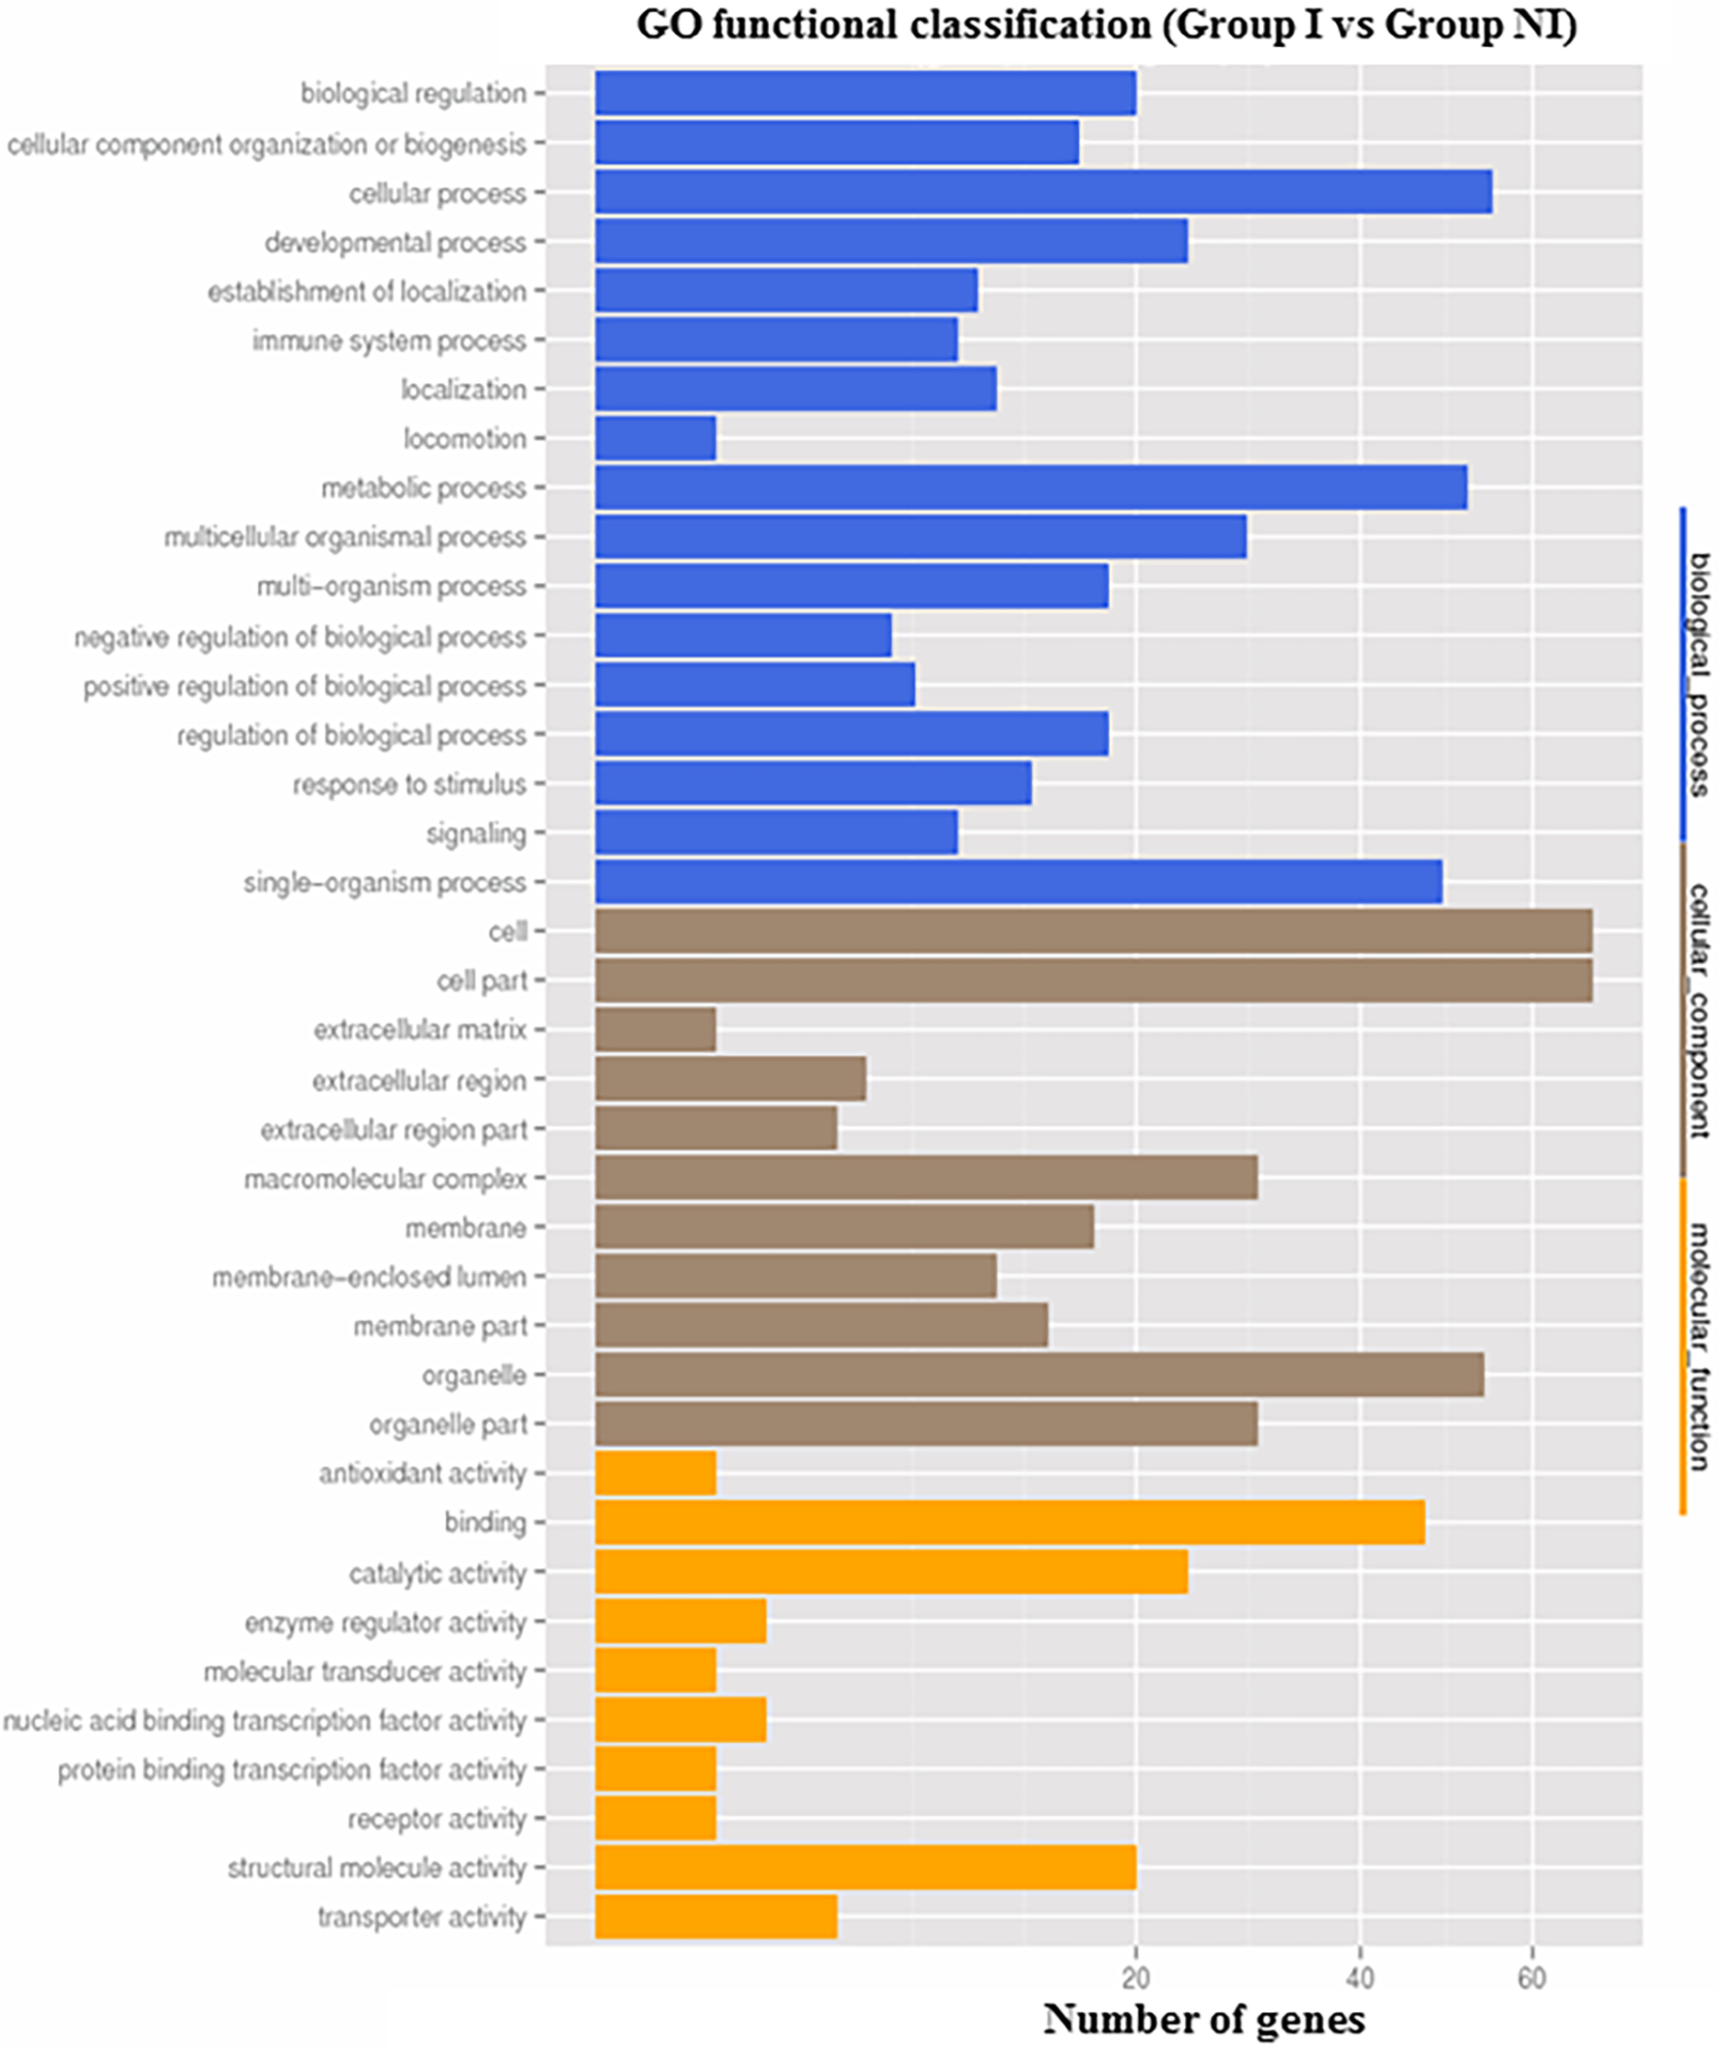 GO functional classification (Group I vs Group NI)
biological regulation
cellular component organization or biogenesis
cellular process
developmental process
establishment of localization
immune system process
localization
locomotion
metabolic process
multicellular organismal process
multi-organism process
negative regulation of biological process
positive regulation of biological process
regulation of biological process
response to stimulus
signaling
single-organism process
cell
cell part
extracellular matrix
extracellular region
extracellular region part
macromolecular complex
membrane
membrane-enclosed lumen
membrane part
organelle
organelle part
antioxidant activity
binding
catalytic activity
enzyme regulator activity
molecular transducer activity
nucleic acid binding transcription factor activity
protein binding transcription factor activity
receptor activity
structural molecule activity
transporter activity
20 40 60
Number of genes
biological_process
cellular_component
molecular_function